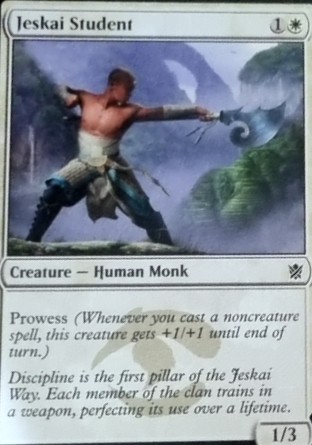 Jeskai Student 1
Creature — Human Monk
Prowess (Whenever you cast a noncreature
spell, this creature gets +1/+1 until end of
turn.)
Discipline is the first pillar of the Jeskai
Way. Each member of the clan trains in
a weapon, perfecting its use over a lifetime.
1/3